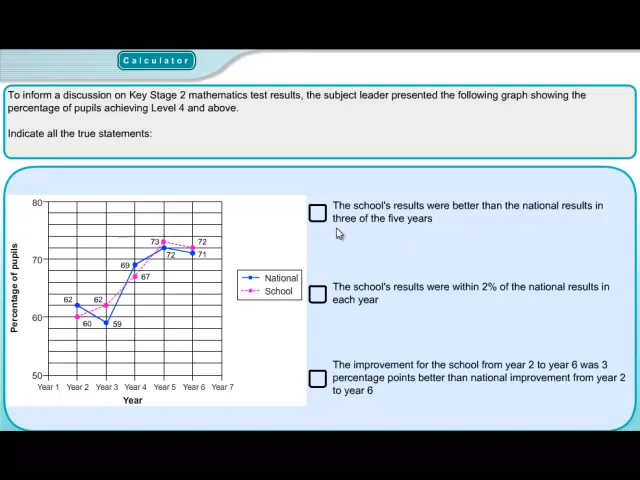 Calculator
To inform a discussion on Key Stage 2 mathematics test results, the subject leader presented the following graph showing the
percentage of pupils achieving Level 4 and above.
Indicate all the true statements:
80
70
60
50
Percentage of pupils
62
60
62
59
69
67
73
72
72
71
Year 1 Year 2 Year 3 Year 4 Year 5 Year 6 Year 7
Year
National
School
The school's results were better than the national results in
three of the five years
The school's results were within 2% of the national results in
each year
The improvement for the school from year 2 to year 6 was 3
percentage points better than national improvement from year 2
to year 6